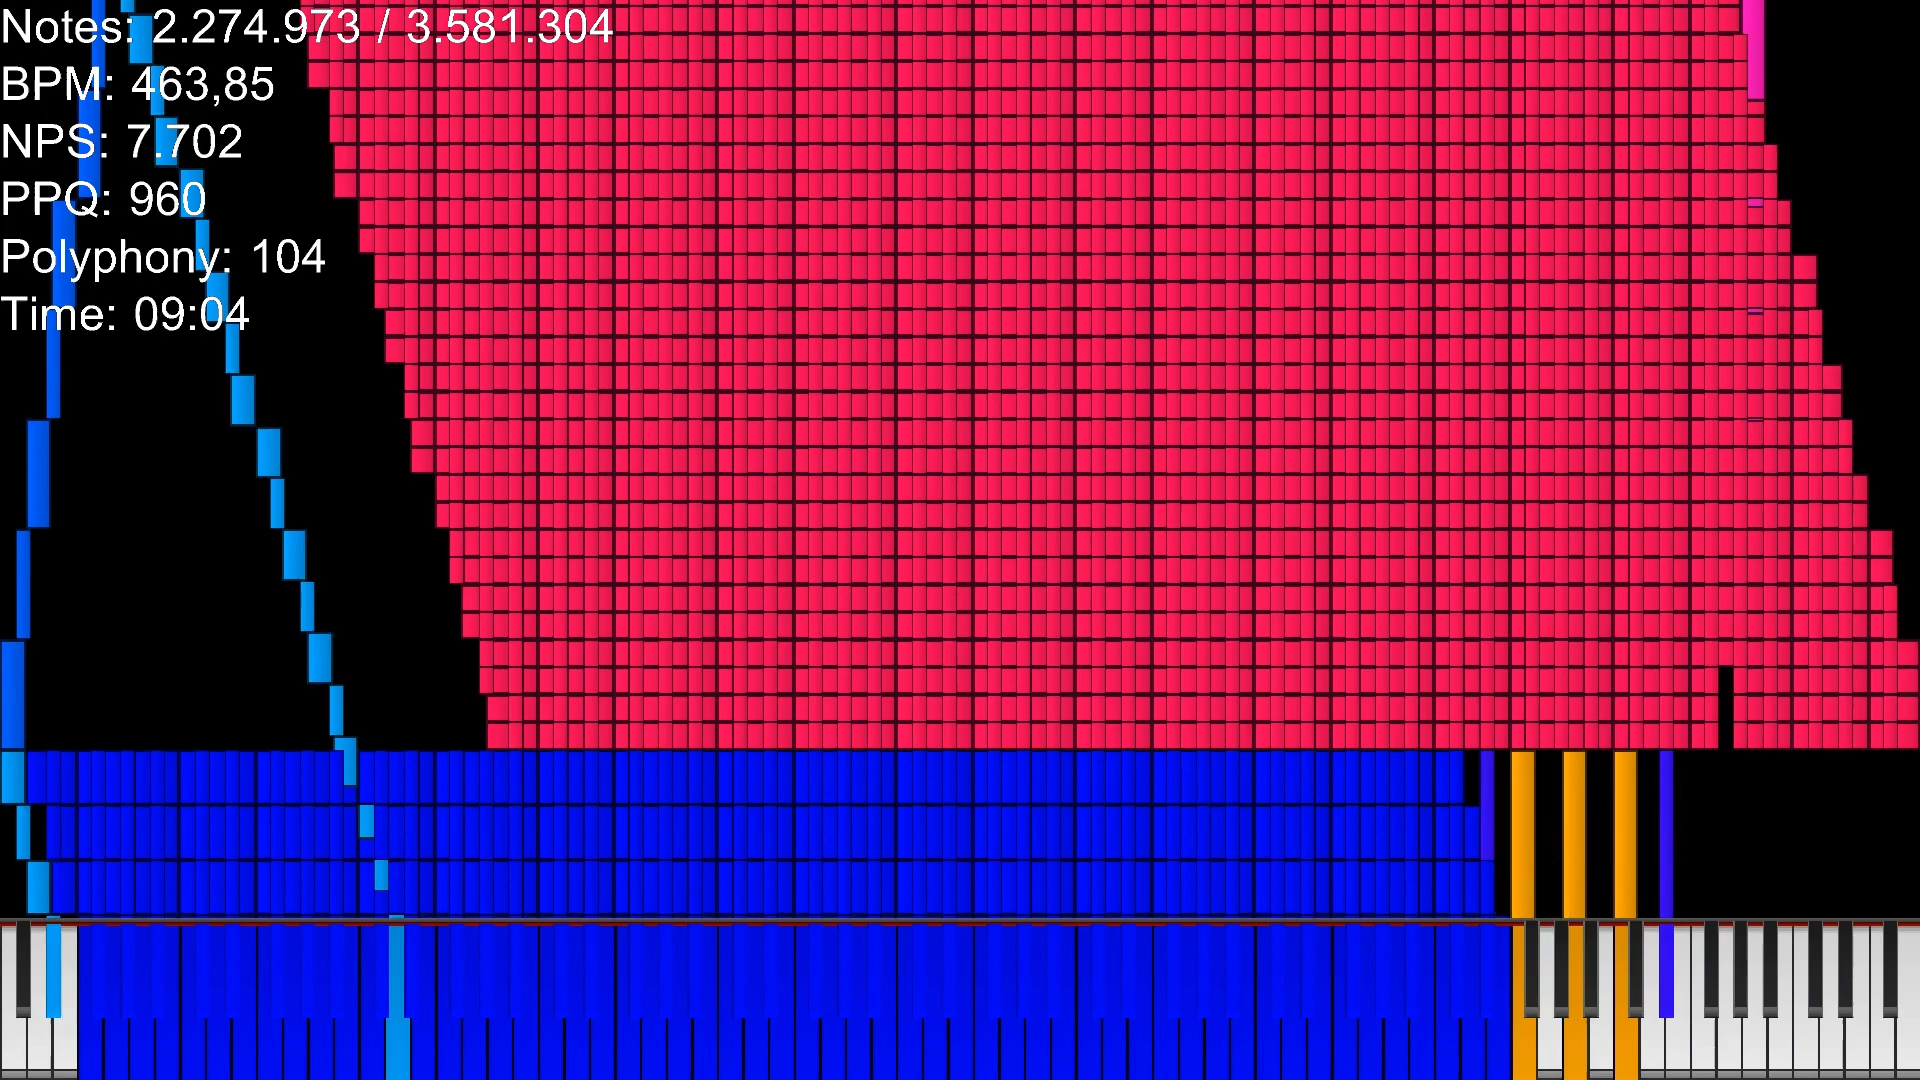 Notes: 2.274.973 / 3.581.304
BPM: 463,85
NPS: 7.702
PPQ: 960
Polyphony: 104
Time: 09:04